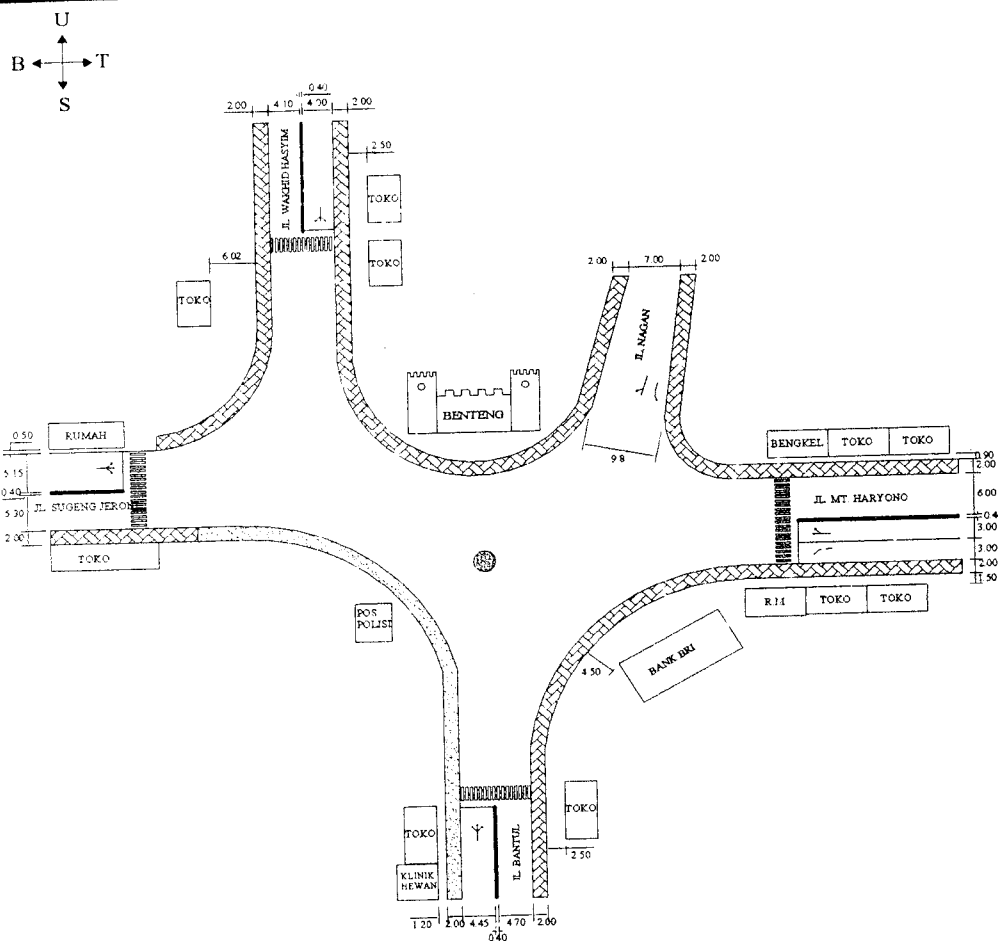 U
B T
S
0.40
2.00 4.10 4.00 2.00
JL. WAKHID HASYIM
2.50
TOKO
TOKO
6.02
TOKO
2.00 7.00 2.00
JL. NAGAN
9.8
BENTENG
RUMAH
0.50
5.15
0.40
5.30
2.00
JL. SUGENG JERONI
TOKO
BENGKEL TOKO TOKO
0.90
2.00
6.00
0.4
3.00
3.00
2.00
1.50
JL. MT. HARYONO
R.M TOKO TOKO
POS
POLISI
4.50
BANK BRI
TOKO
KLINIK
HEWAN
JL. BANTUL
TOKO
2.50
1.20 2.00 4.45 4.70 2.00
0.40